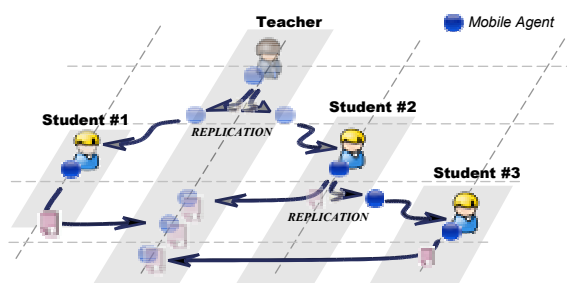 Teacher
Mobile Agent
Student #1
Student #2
REPLICATION
Student #3
REPLICATION